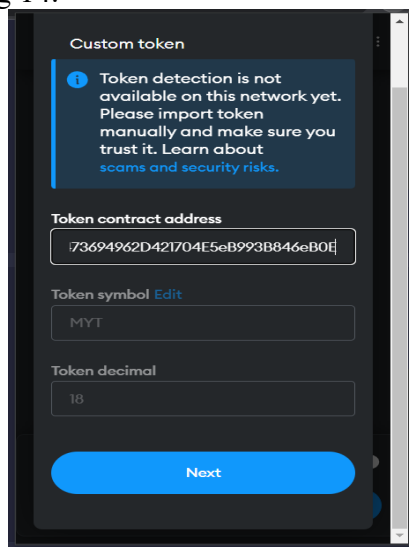 Custom token
Token detection is not
available on this network yet.
Please import token
manually and make sure you
trust it. Learn about
scams and security risks.
Token contract address
73694962D421704E5eB993B846eB0E
Token symbol Edit
MYT
Token decimal
18
Next